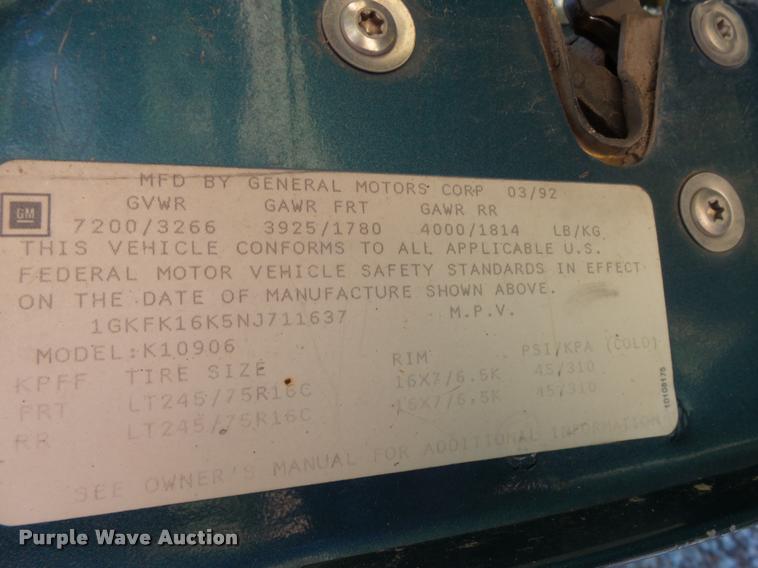 MFD BY GENERAL MOTORS CORP 03/92
GM
GVWR GAWR FRT GAWR RR
7200/3266 3925/1780 4000/1814 LB/KG
THIS VEHICLE CONFORMS TO ALL APPLICABLE U.S.
FEDERAL MOTOR VEHICLE SAFETY STANDARDS IN EFFECT
ON THE DATE OF MANUFACTURE SHOWN ABOVE.
1GKFK16K5NJ711637 M.P.V.
MODEL:K10906
KPFF TIRE SIZE RIM PSI/KPA (COLD)
FRT LT245/75R16C 16X7/6.5K 45/310
RR LT245/75R16C 16X7/6.5K 45/310
SEE OWNER'S MANUAL FOR ADDITIONAL INFORMATION
10108175
Purple Wave Auction